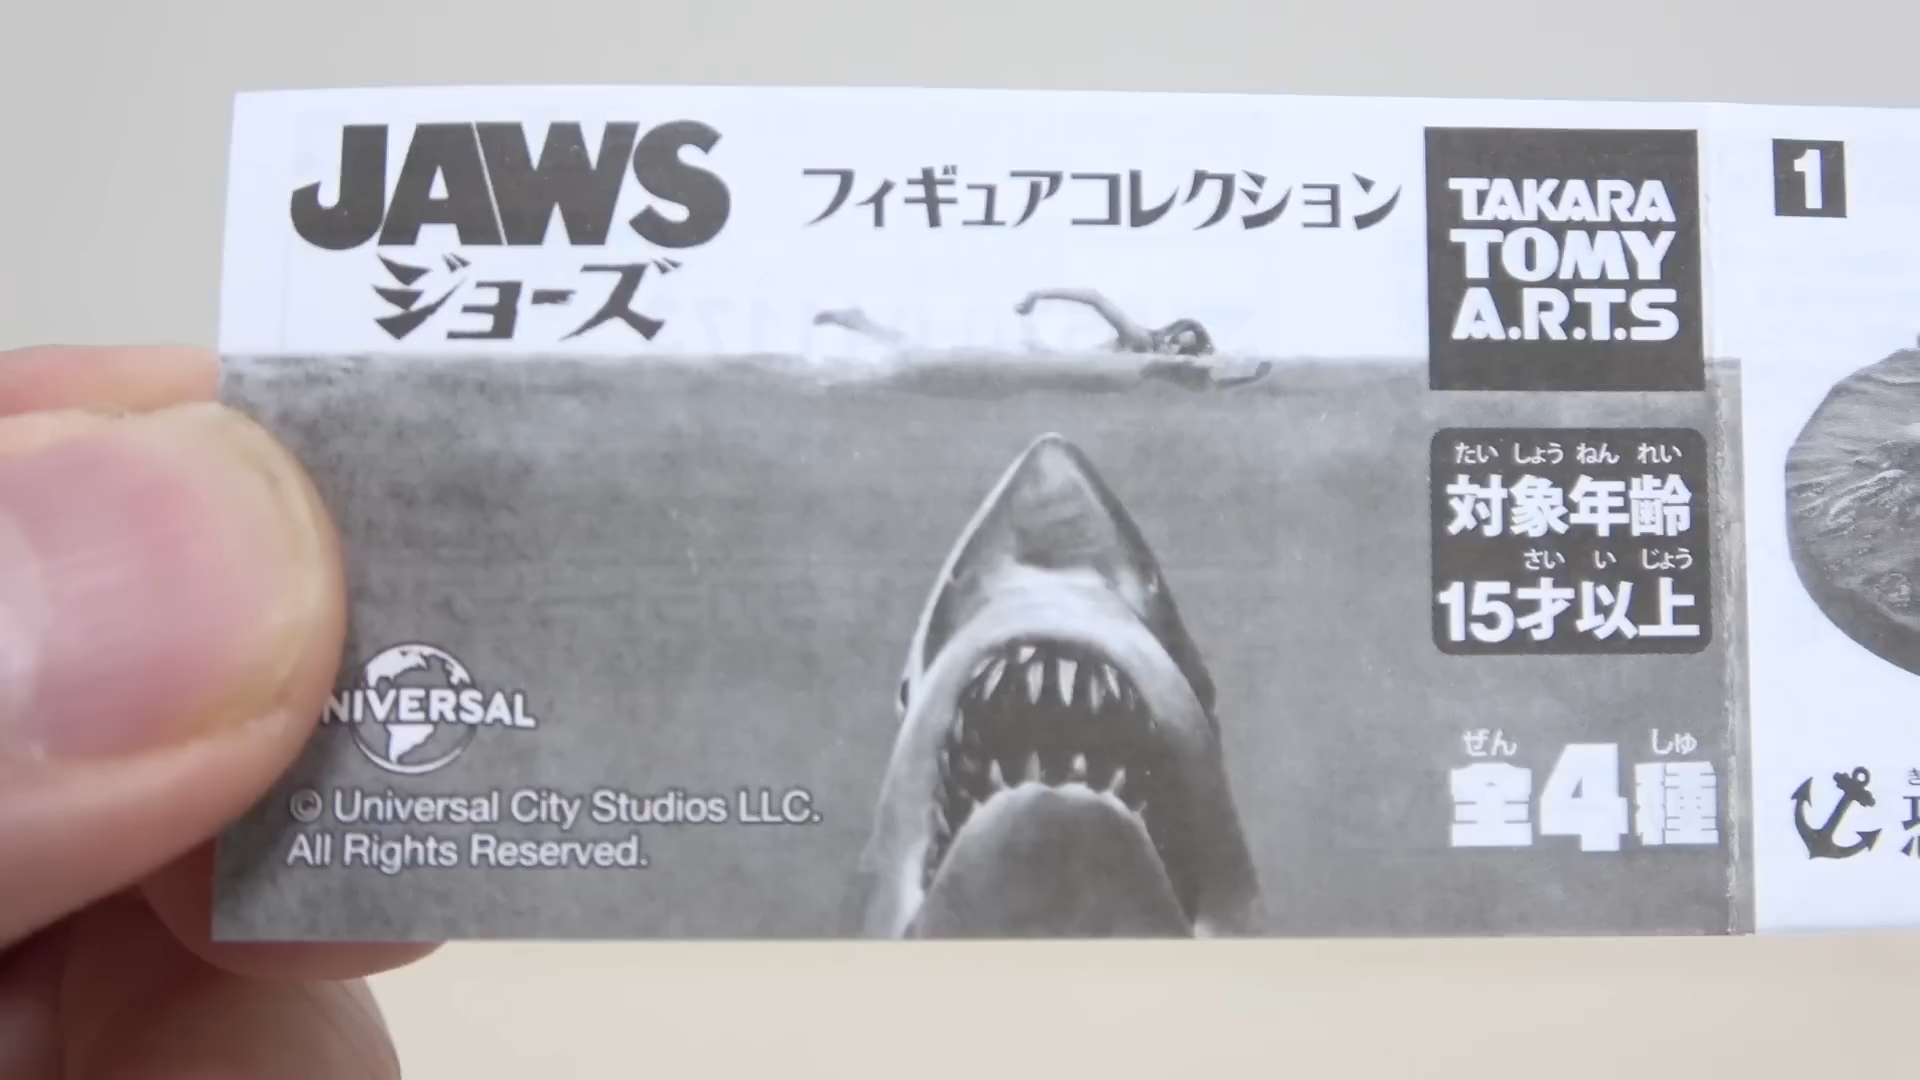 JAWS
ジョーズ
フィギュアコレクション
TAKARA
TOMY
A.R.T.S
たい しょう ねん れい
対象年齢
さい い じょう
15才以上
ぜん しゅ
全4種
NIVERSAL
© Universal City Studios LLC.
All Rights Reserved.
1